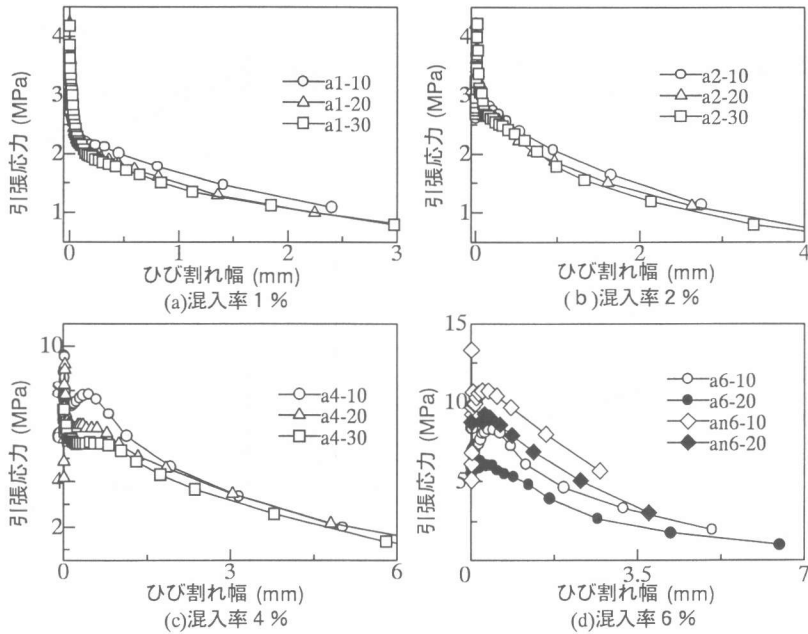 引張応力 (MPa)
4
3
2
1
a1-10
a1-20
a1-30
0
1
2
3
ひび割れ幅 (mm)
(a)混入率1%
引張応力 (MPa)
4
3
2
1
a2-10
a2-20
a2-30
0
2
4
ひび割れ幅 (mm)
(b)混入率2%
引張応力 (MPa)
10
8
6
4
2
a4-10
a4-20
a4-30
0
3
6
ひび割れ幅 (mm)
(c)混入率4%
引張応力 (MPa)
15
10
5
a6-10
a6-20
an6-10
an6-20
0
3.5
7
ひび割れ幅 (mm)
(d)混入率6%